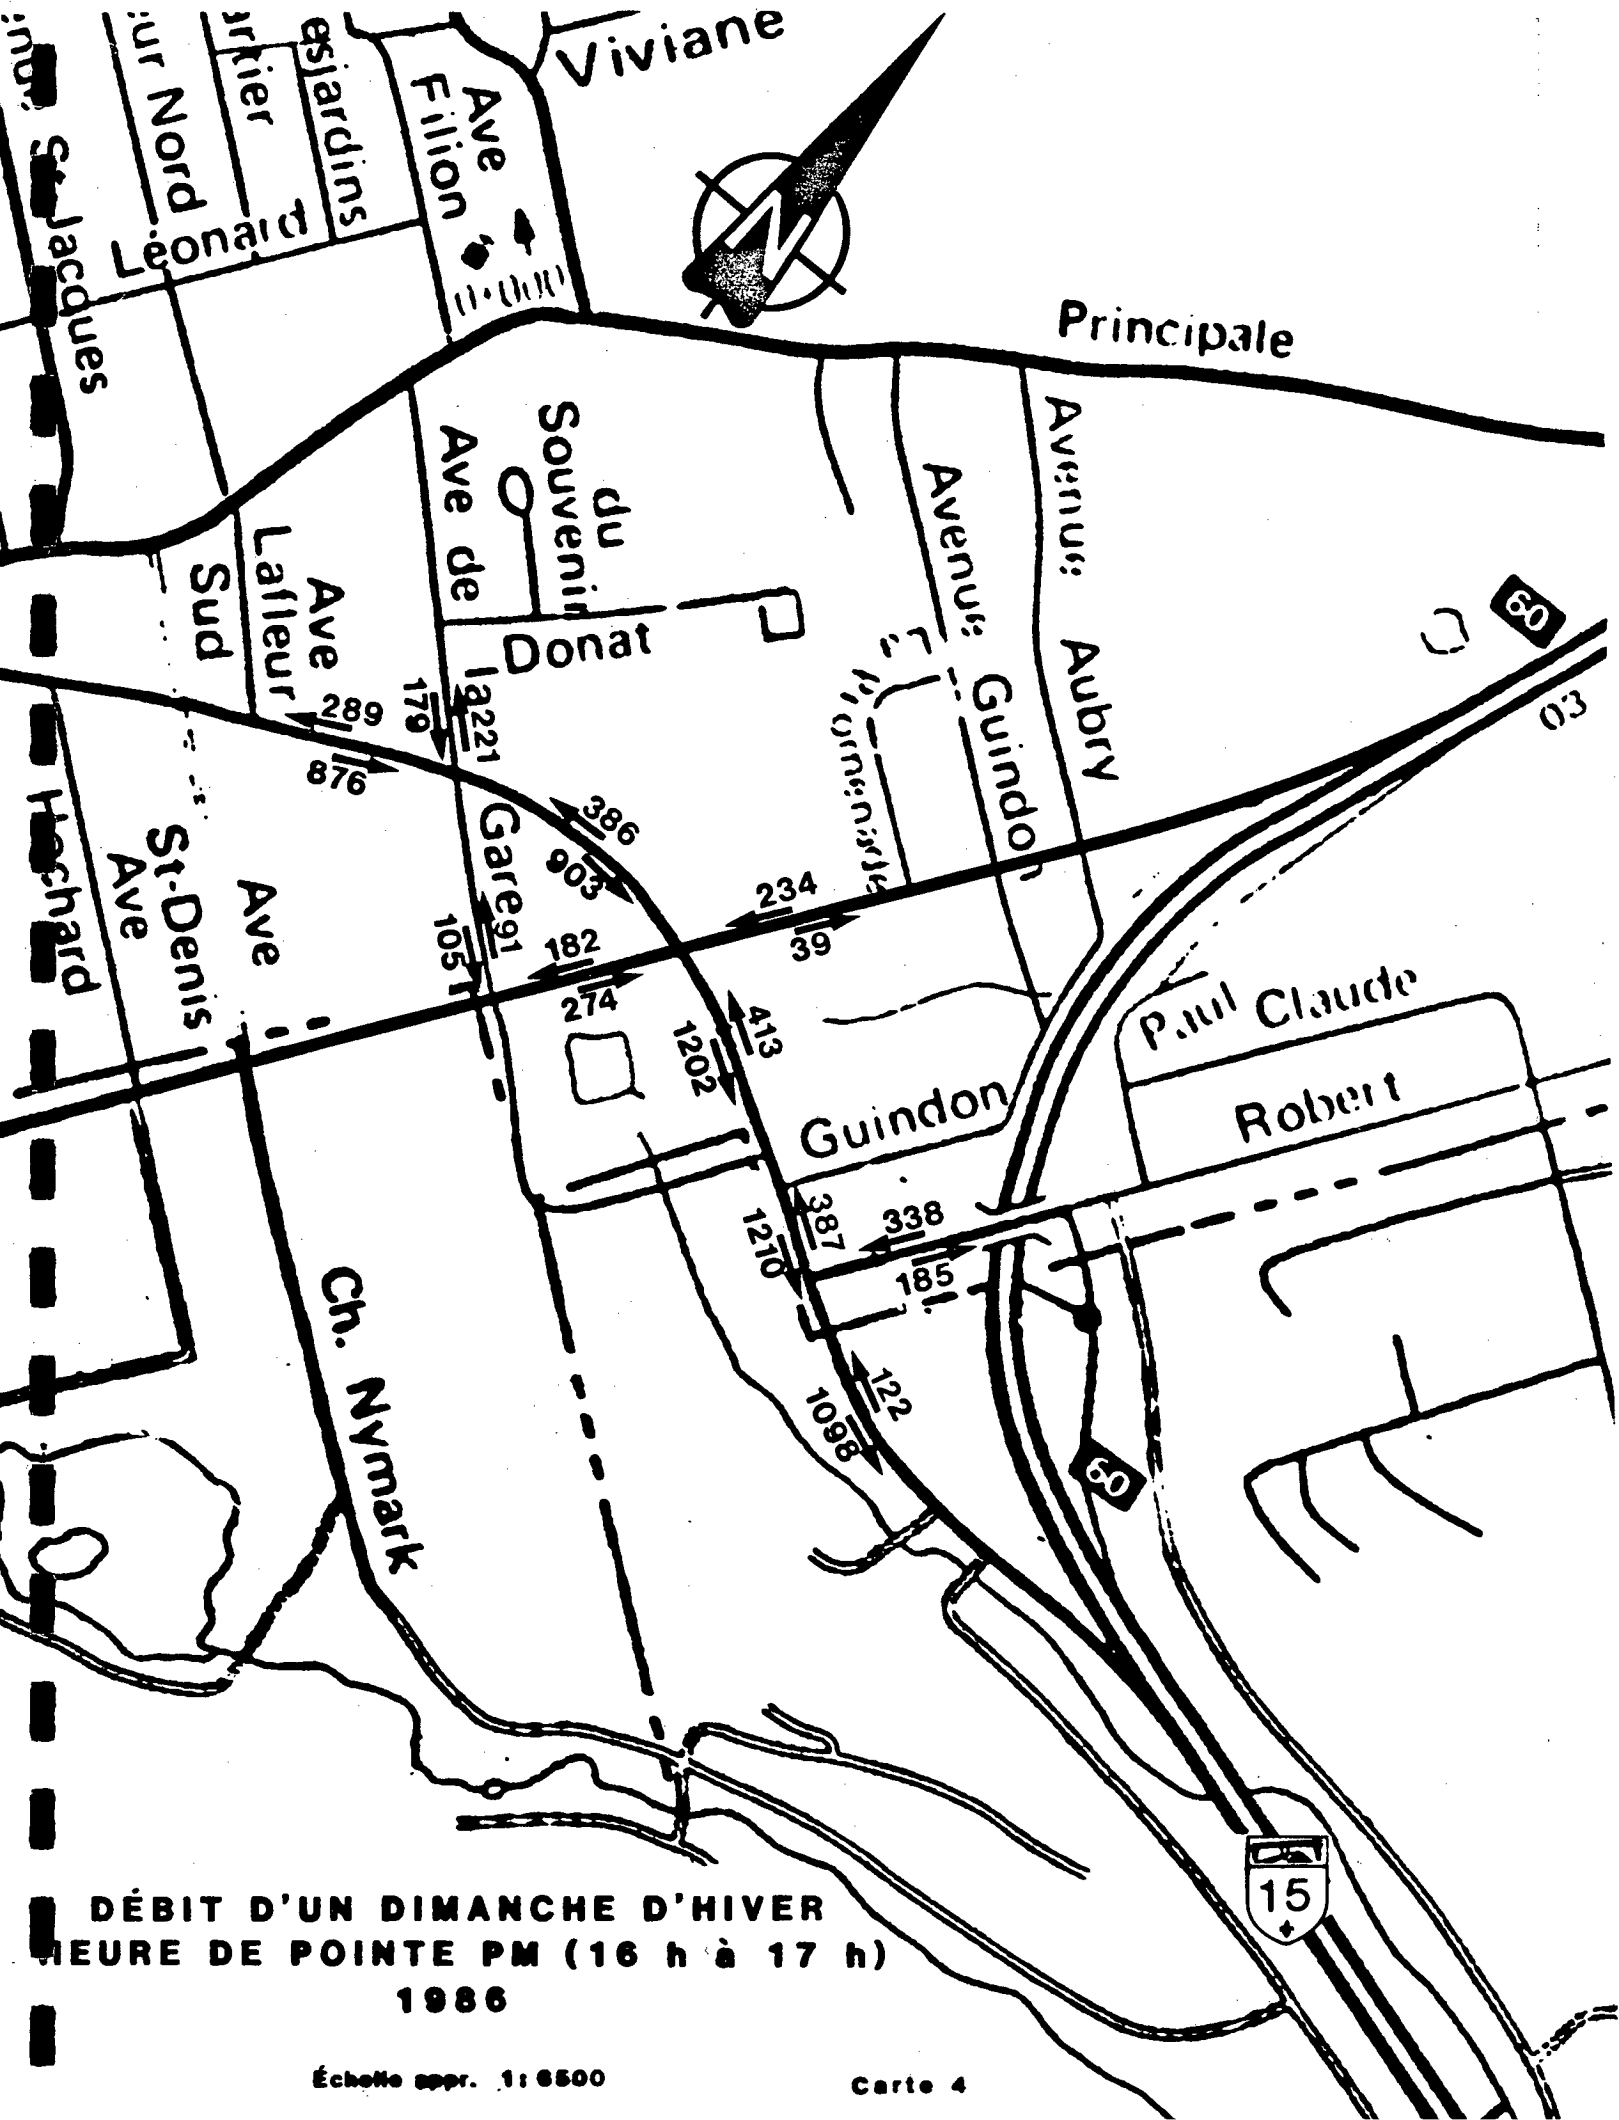 Viviane
Ave
Filion
esjardins
Nord
St-Jacques
Léonard
Principale
Avenue
Aubry
Avenue
Guindon
du
Souvenir
Ave de
la
Gare
Donat
Ave
Lafleur
Sud
60
03
289
876
179
221
386
903
234
39
105
91
182
274
413
1202
Ave
St-Denis
Ave
Paul Claude
Robert
Guindon
387
1210
338
185
122
1098
Ch. Nymark
60
15
DÉBIT D'UN DIMANCHE D'HIVER
HEURE DE POINTE PM (16 h à 17 h)
1986
Échelle appr. 1:6500
Carte 4